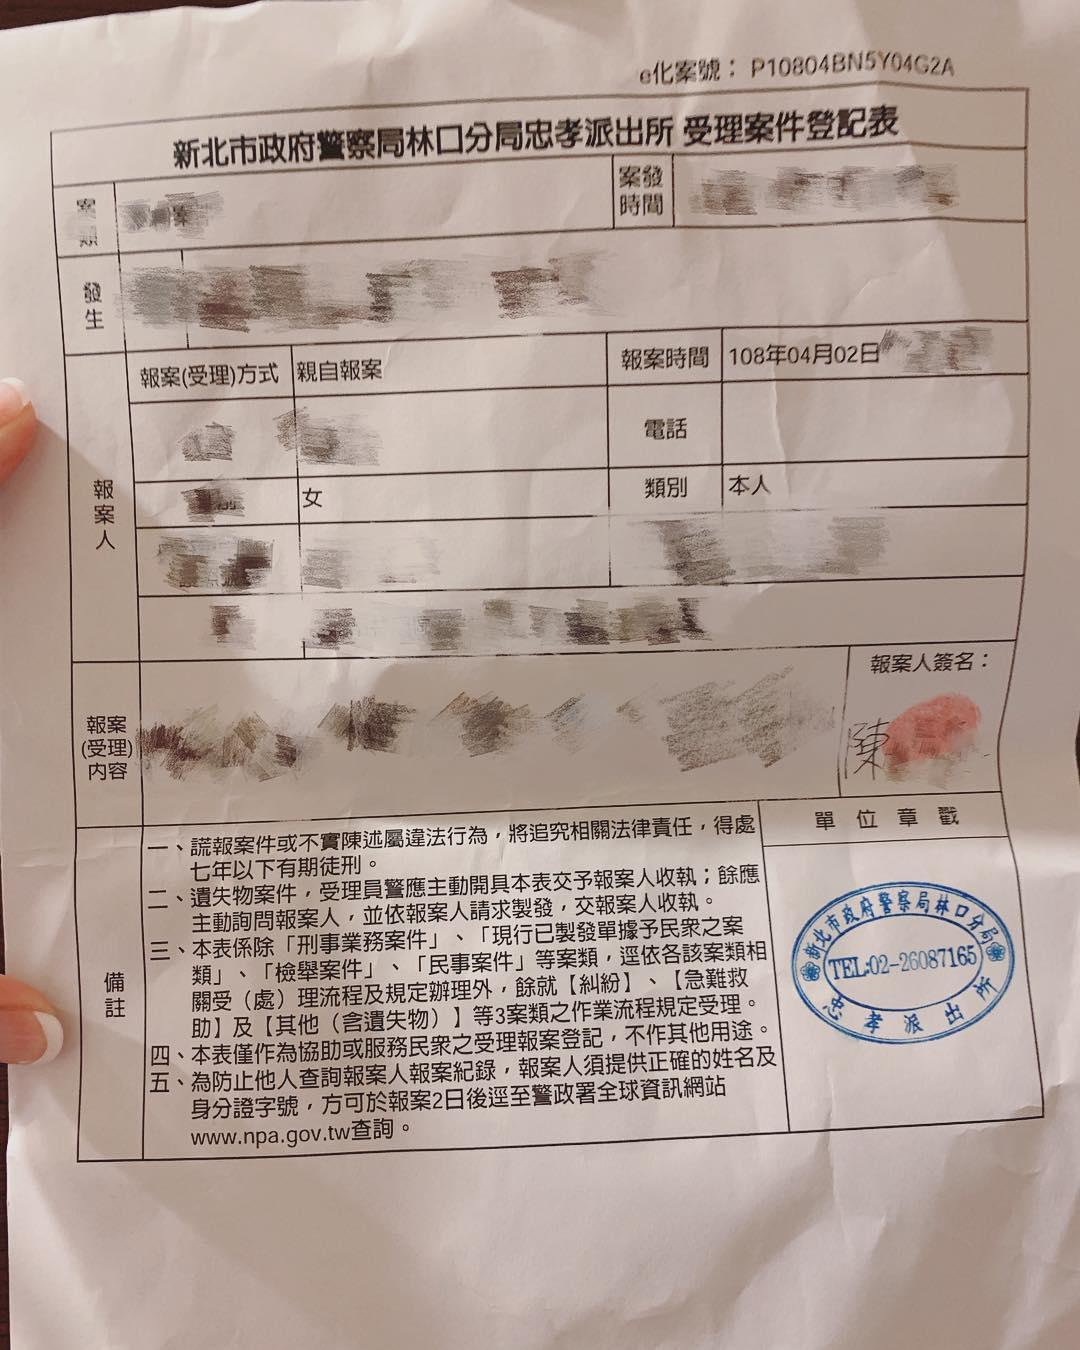 e化案號：P10804BN5Y04G2A
新北市政府警察局林口分局忠孝派出所 受理案件登記表
案
類
案
案發
時間
發生
報案(受理)方式 親自報案 報案時間 108年04月02日
電話
女 類別 本人
報案人
報案人簽名：
報案
(受理)
內容
陳
單位章戳
備註
一、謊報案件或不實陳述屬違法行為，將追究相關法律責任，得處
七年以下有期徒刑。
二、遺失物案件，受理員警應主動開具本表交予報案人收執；餘應
主動詢問報案人，並依報案人請求製發，交報案人收執。
三、本表係除「刑事業務案件」、「現行已製發單據予民眾之案
類」、「檢舉案件」、「民事案件」等案類，逕依各該案類相
關受（處）理流程及規定辦理外，餘就【糾紛】、【急難救
助】及【其他（含遺失物）】等3案類之作業流程規定受理。
四、本表僅作為協助或服務民眾之受理報案登記，不作其他用途。
五、為防止他人查詢報案人報案紀錄，報案人須提供正確的姓名及
身分證字號，方可於報案2日後逕至警政署全球資訊網站
www.npa.gov.tw查詢。
新北市政府警察局林口分局
TEL:02-26087165
忠孝派出所